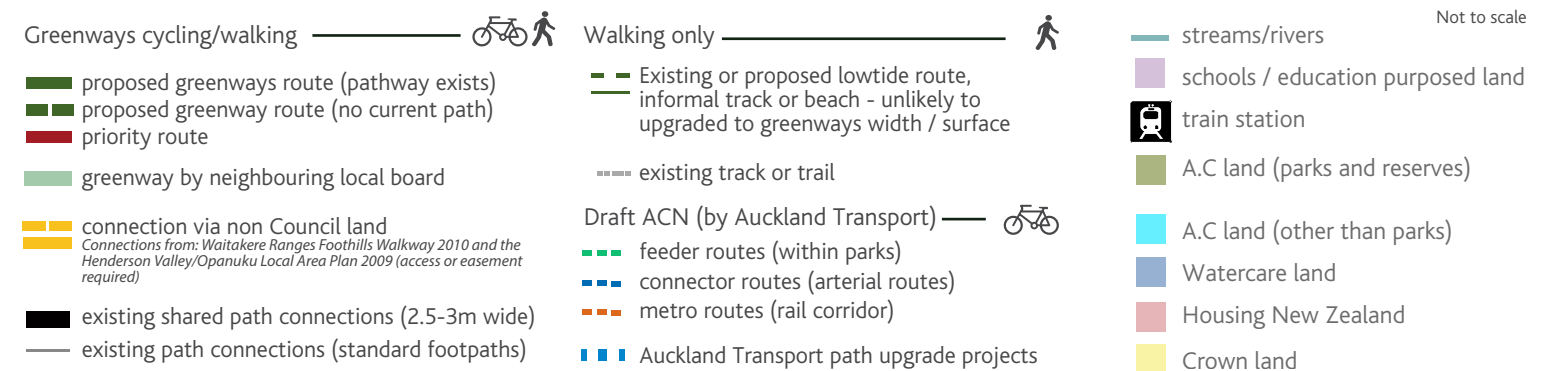 Greenways cycling/walking
proposed greenways route (pathway exists)
proposed greenway route (no current path)
priority route
greenway by neighbouring local board
connection via non Council land
Connections from: Waitakere Ranges Foothills Walkway 2010 and the
Henderson Valley/Opanuku Local Area Plan 2009 (access or easement
required)
existing shared path connections (2.5-3m wide)
existing path connections (standard footpaths)
Walking only
Existing or proposed lowtide route,
informal track or beach - unlikely to
upgraded to greenways width / surface
existing track or trail
Draft ACN (by Auckland Transport)
feeder routes (within parks)
connector routes (arterial routes)
metro routes (rail corridor)
Auckland Transport path upgrade projects
Not to scale
streams/rivers
schools / education purposed land
train station
A.C land (parks and reserves)
A.C land (other than parks)
Watercare land
Housing New Zealand
Crown land